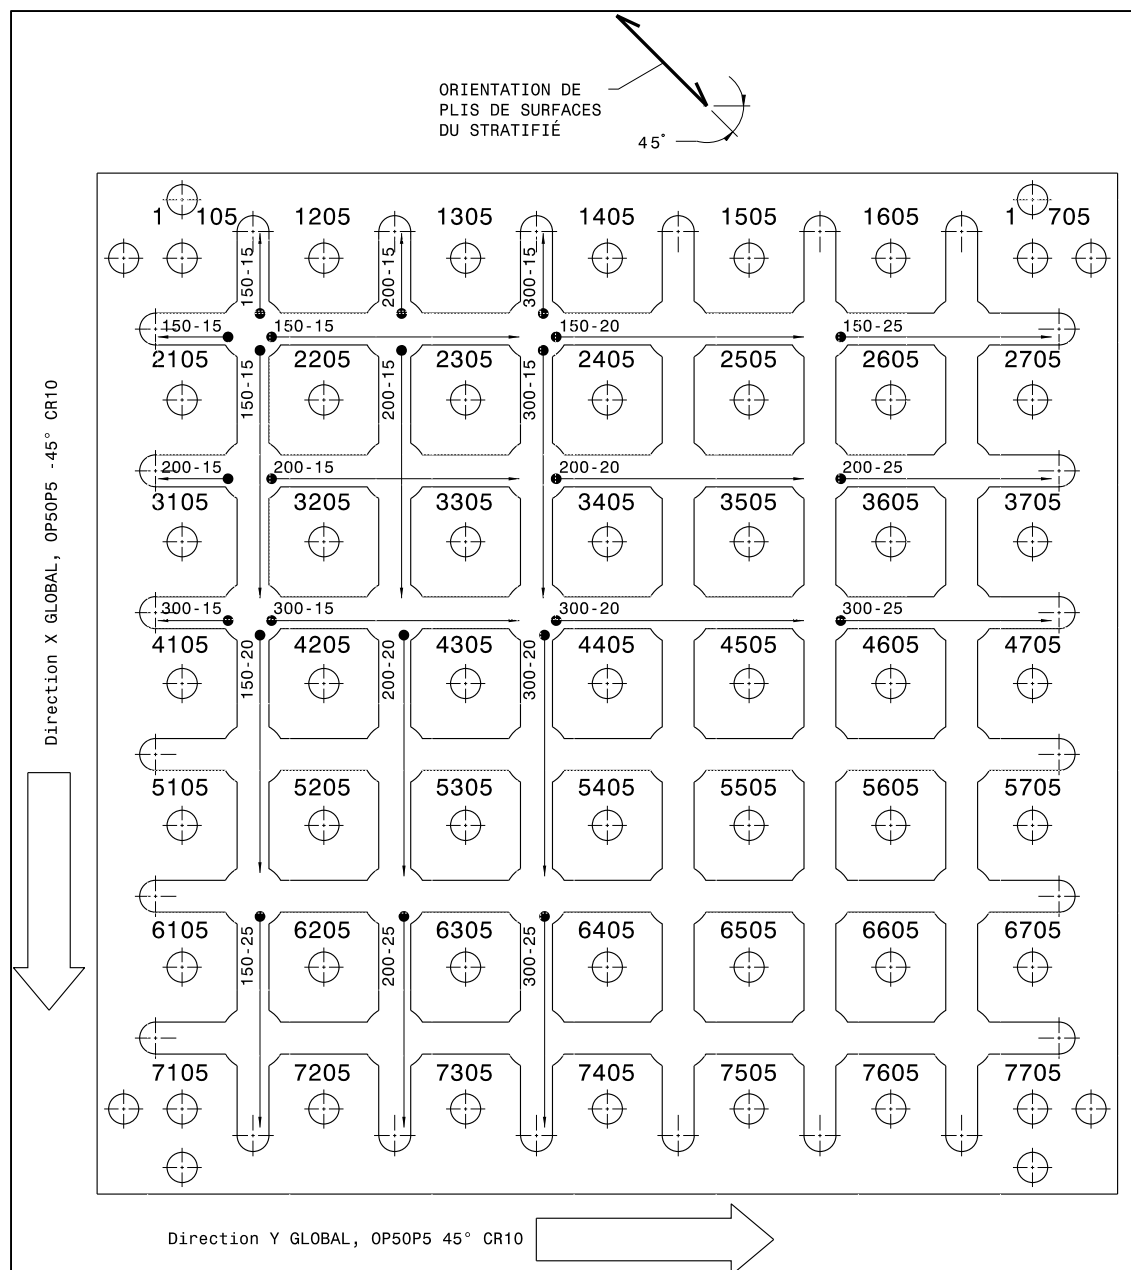 ORIENTATION DE
PLIS DE SURFACES
DU STRATIFIÉ
45°
1 105 1205 1305 1405 1505 1605 1 705
150-15 200-15 300-15
150-15 150-15 150-20 150-25
2105 2205 2305 2405 2505 2605 2705
150-15 200-15 300-15
200-15 200-15 200-20 200-25
3105 3205 3305 3405 3505 3605 3705
300-15 300-15 300-20 300-25
4105 4205 4305 4405 4505 4605 4705
150-20 200-20 300-20
5105 5205 5305 5405 5505 5605 5705
6105 6205 6305 6405 6505 6605 6705
150-25 200-25 300-25
7105 7205 7305 7405 7505 7605 7705
Direction X GLOBAL, OP50P5 -45° CR10
Direction Y GLOBAL, OP50P5 45° CR10